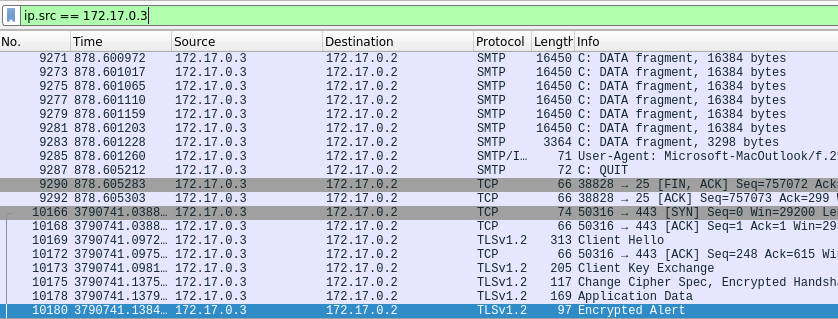 ip.src == 172.17.0.3
No. Time Source Destination Protocol Length Info
9271 878.600972 172.17.0.3 172.17.0.2 SMTP 16450 C: DATA fragment, 16384 bytes
9273 878.601017 172.17.0.3 172.17.0.2 SMTP 16450 C: DATA fragment, 16384 bytes
9275 878.601065 172.17.0.3 172.17.0.2 SMTP 16450 C: DATA fragment, 16384 bytes
9277 878.601110 172.17.0.3 172.17.0.2 SMTP 16450 C: DATA fragment, 16384 bytes
9279 878.601159 172.17.0.3 172.17.0.2 SMTP 16450 C: DATA fragment, 16384 bytes
9281 878.601203 172.17.0.3 172.17.0.2 SMTP 16450 C: DATA fragment, 16384 bytes
9283 878.601228 172.17.0.3 172.17.0.2 SMTP 3364 C: DATA fragment, 3298 bytes
9285 878.601260 172.17.0.3 172.17.0.2 SMTP/I… 71 User-Agent: Microsoft-MacOutlook/f.2
9287 878.605212 172.17.0.3 172.17.0.2 SMTP 72 C: QUIT
9290 878.605283 172.17.0.3 172.17.0.2 TCP 66 38828 → 25 [FIN, ACK] Seq=757072 Ack
9292 878.605303 172.17.0.3 172.17.0.2 TCP 66 38828 → 25 [ACK] Seq=757073 Ack=299 W
10166 3790741.0388… 172.17.0.3 172.17.0.2 TCP 74 50316 → 443 [SYN] Seq=0 Win=29200 Le
10168 3790741.0388… 172.17.0.3 172.17.0.2 TCP 66 50316 → 443 [ACK] Seq=1 Ack=1 Win=29
10169 3790741.0972… 172.17.0.3 172.17.0.2 TLSv1.2 313 Client Hello
10172 3790741.0975… 172.17.0.3 172.17.0.2 TCP 66 50316 → 443 [ACK] Seq=248 Ack=615 Wi
10173 3790741.0981… 172.17.0.3 172.17.0.2 TLSv1.2 205 Client Key Exchange
10175 3790741.1375… 172.17.0.3 172.17.0.2 TLSv1.2 117 Change Cipher Spec, Encrypted Handsh
10178 3790741.1379… 172.17.0.3 172.17.0.2 TLSv1.2 169 Application Data
10180 3790741.1384… 172.17.0.3 172.17.0.2 TLSv1.2 97 Encrypted Alert